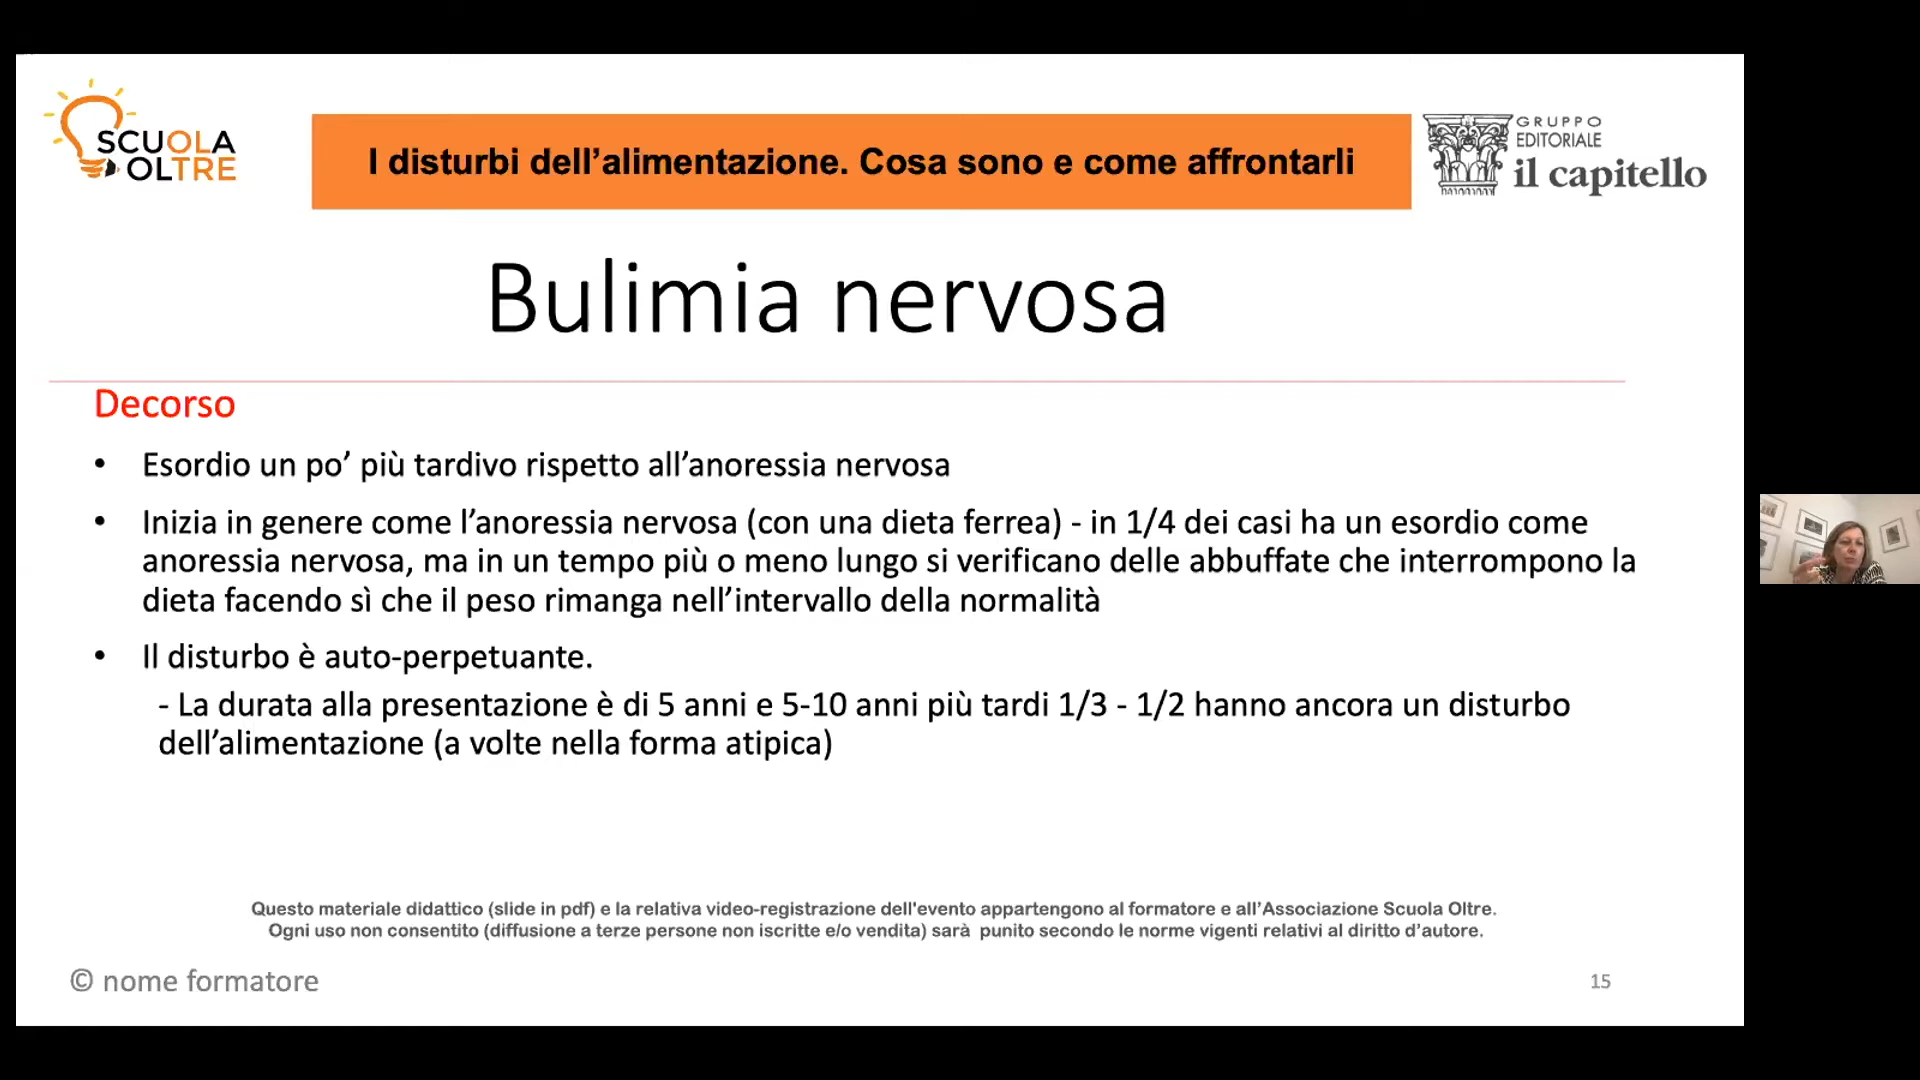 SCUOLA
OLTRE
I disturbi dell’alimentazione. Cosa sono e come affrontarli
GRUPPO
EDITORIALE
il capitello
Bulimia nervosa
Decorso
• Esordio un po’ più tardivo rispetto all’anoressia nervosa
• Inizia in genere come l’anoressia nervosa (con una dieta ferrea) - in 1/4 dei casi ha un esordio come
anoressia nervosa, ma in un tempo più o meno lungo si verificano delle abbuffate che interrompono la
dieta facendo sì che il peso rimanga nell’intervallo della normalità
• Il disturbo è auto-perpetuante.
- La durata alla presentazione è di 5 anni e 5-10 anni più tardi 1/3 - 1/2 hanno ancora un disturbo
dell’alimentazione (a volte nella forma atipica)
Questo materiale didattico (slide in pdf) e la relativa video-registrazione dell'evento appartengono al formatore e all’Associazione Scuola Oltre.
Ogni uso non consentito (diffusione a terze persone non iscritte e/o vendita) sarà punito secondo le norme vigenti relativi al diritto d’autore.
© nome formatore
15